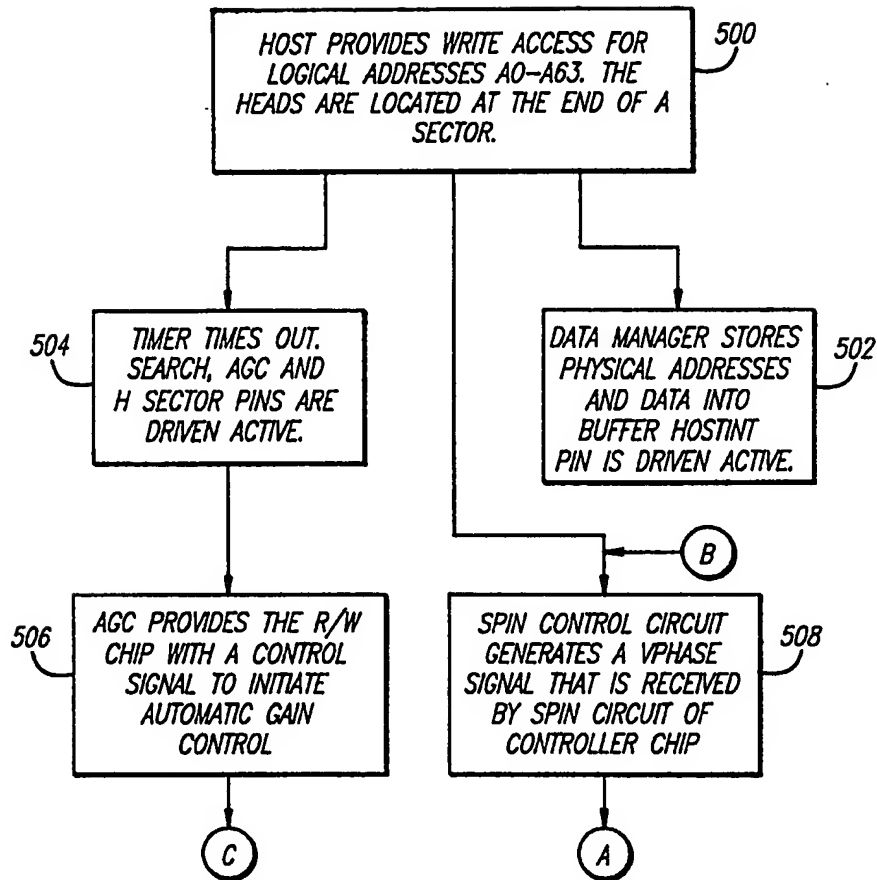 HOST PROVIDES WRITE ACCESS FOR
LOGICAL ADDRESSES A0-A63. THE
HEADS ARE LOCATED AT THE END OF A
SECTOR.
500
504
TIMER TIMES OUT.
SEARCH, AGC AND
H SECTOR PINS ARE
DRIVEN ACTIVE.
DATA MANAGER STORES
PHYSICAL ADDRESSES
AND DATA INTO
BUFFER HOSTINT
PIN IS DRIVEN ACTIVE.
502
B
506
AGC PROVIDES THE R/W
CHIP WITH A CONTROL
SIGNAL TO INITIATE
AUTOMATIC GAIN
CONTROL
SPIN CONTROL CIRCUIT
GENERATES A VPHASE
SIGNAL THAT IS RECEIVED
BY SPIN CIRCUIT OF
CONTROLLER CHIP
508
C
A